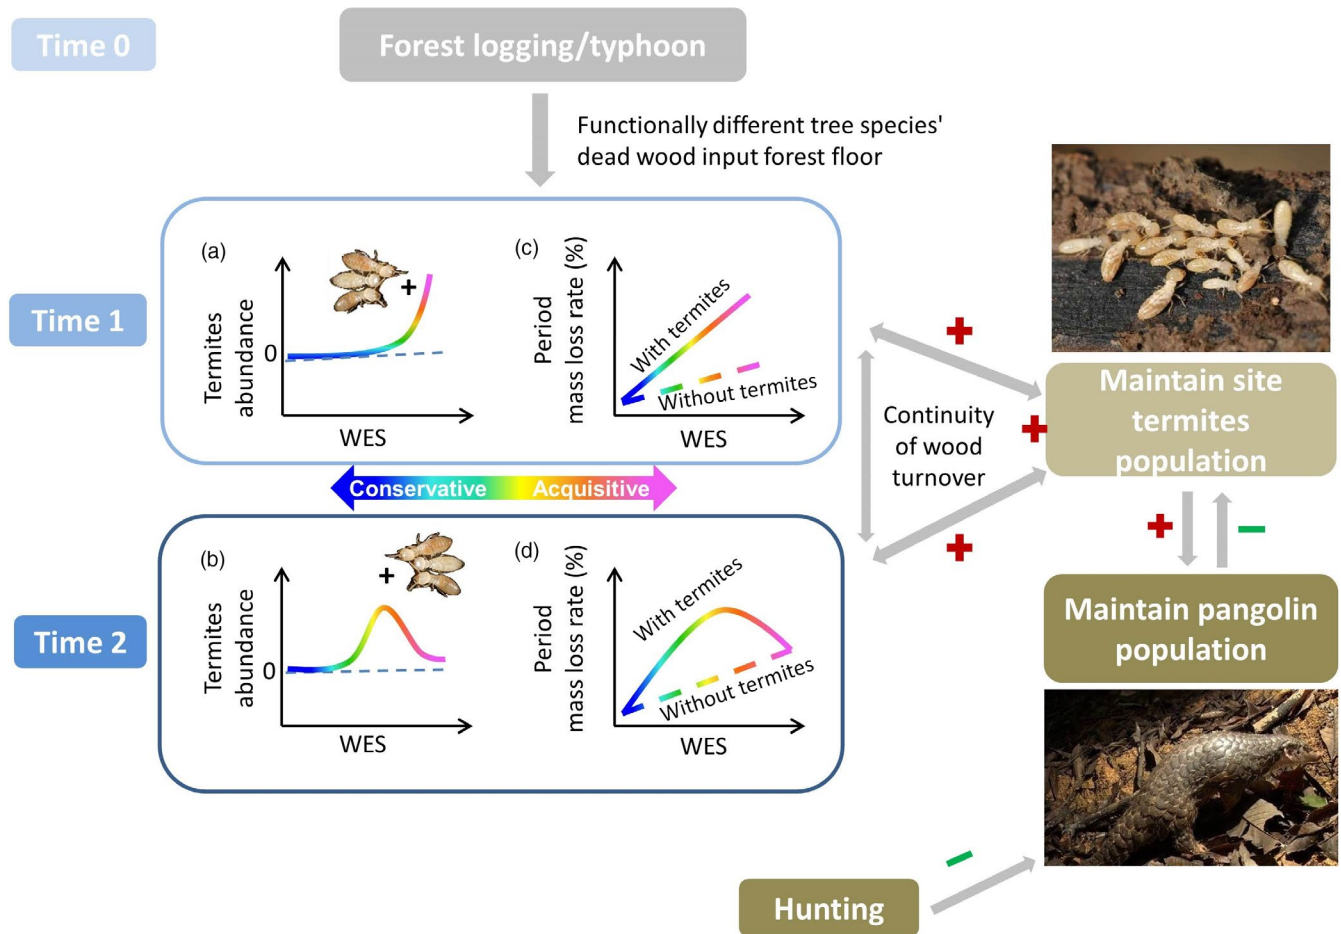 Time 0
Forest logging/typhoon
Functionally different tree species'
dead wood input forest floor
Time 1
(a)
Termites
abundance
0
+
WES
(c)
Period
mass loss rate (%)
With termites
Without termites
WES
Conservative
Acquisitive
Time 2
(b)
Termites
abundance
0
+
WES
(d)
Period
mass loss rate (%)
With termites
Without termites
WES
+
Continuity
of wood
turnover
+
+
Maintain site
termites
population
+
−
Maintain pangolin
population
−
Hunting